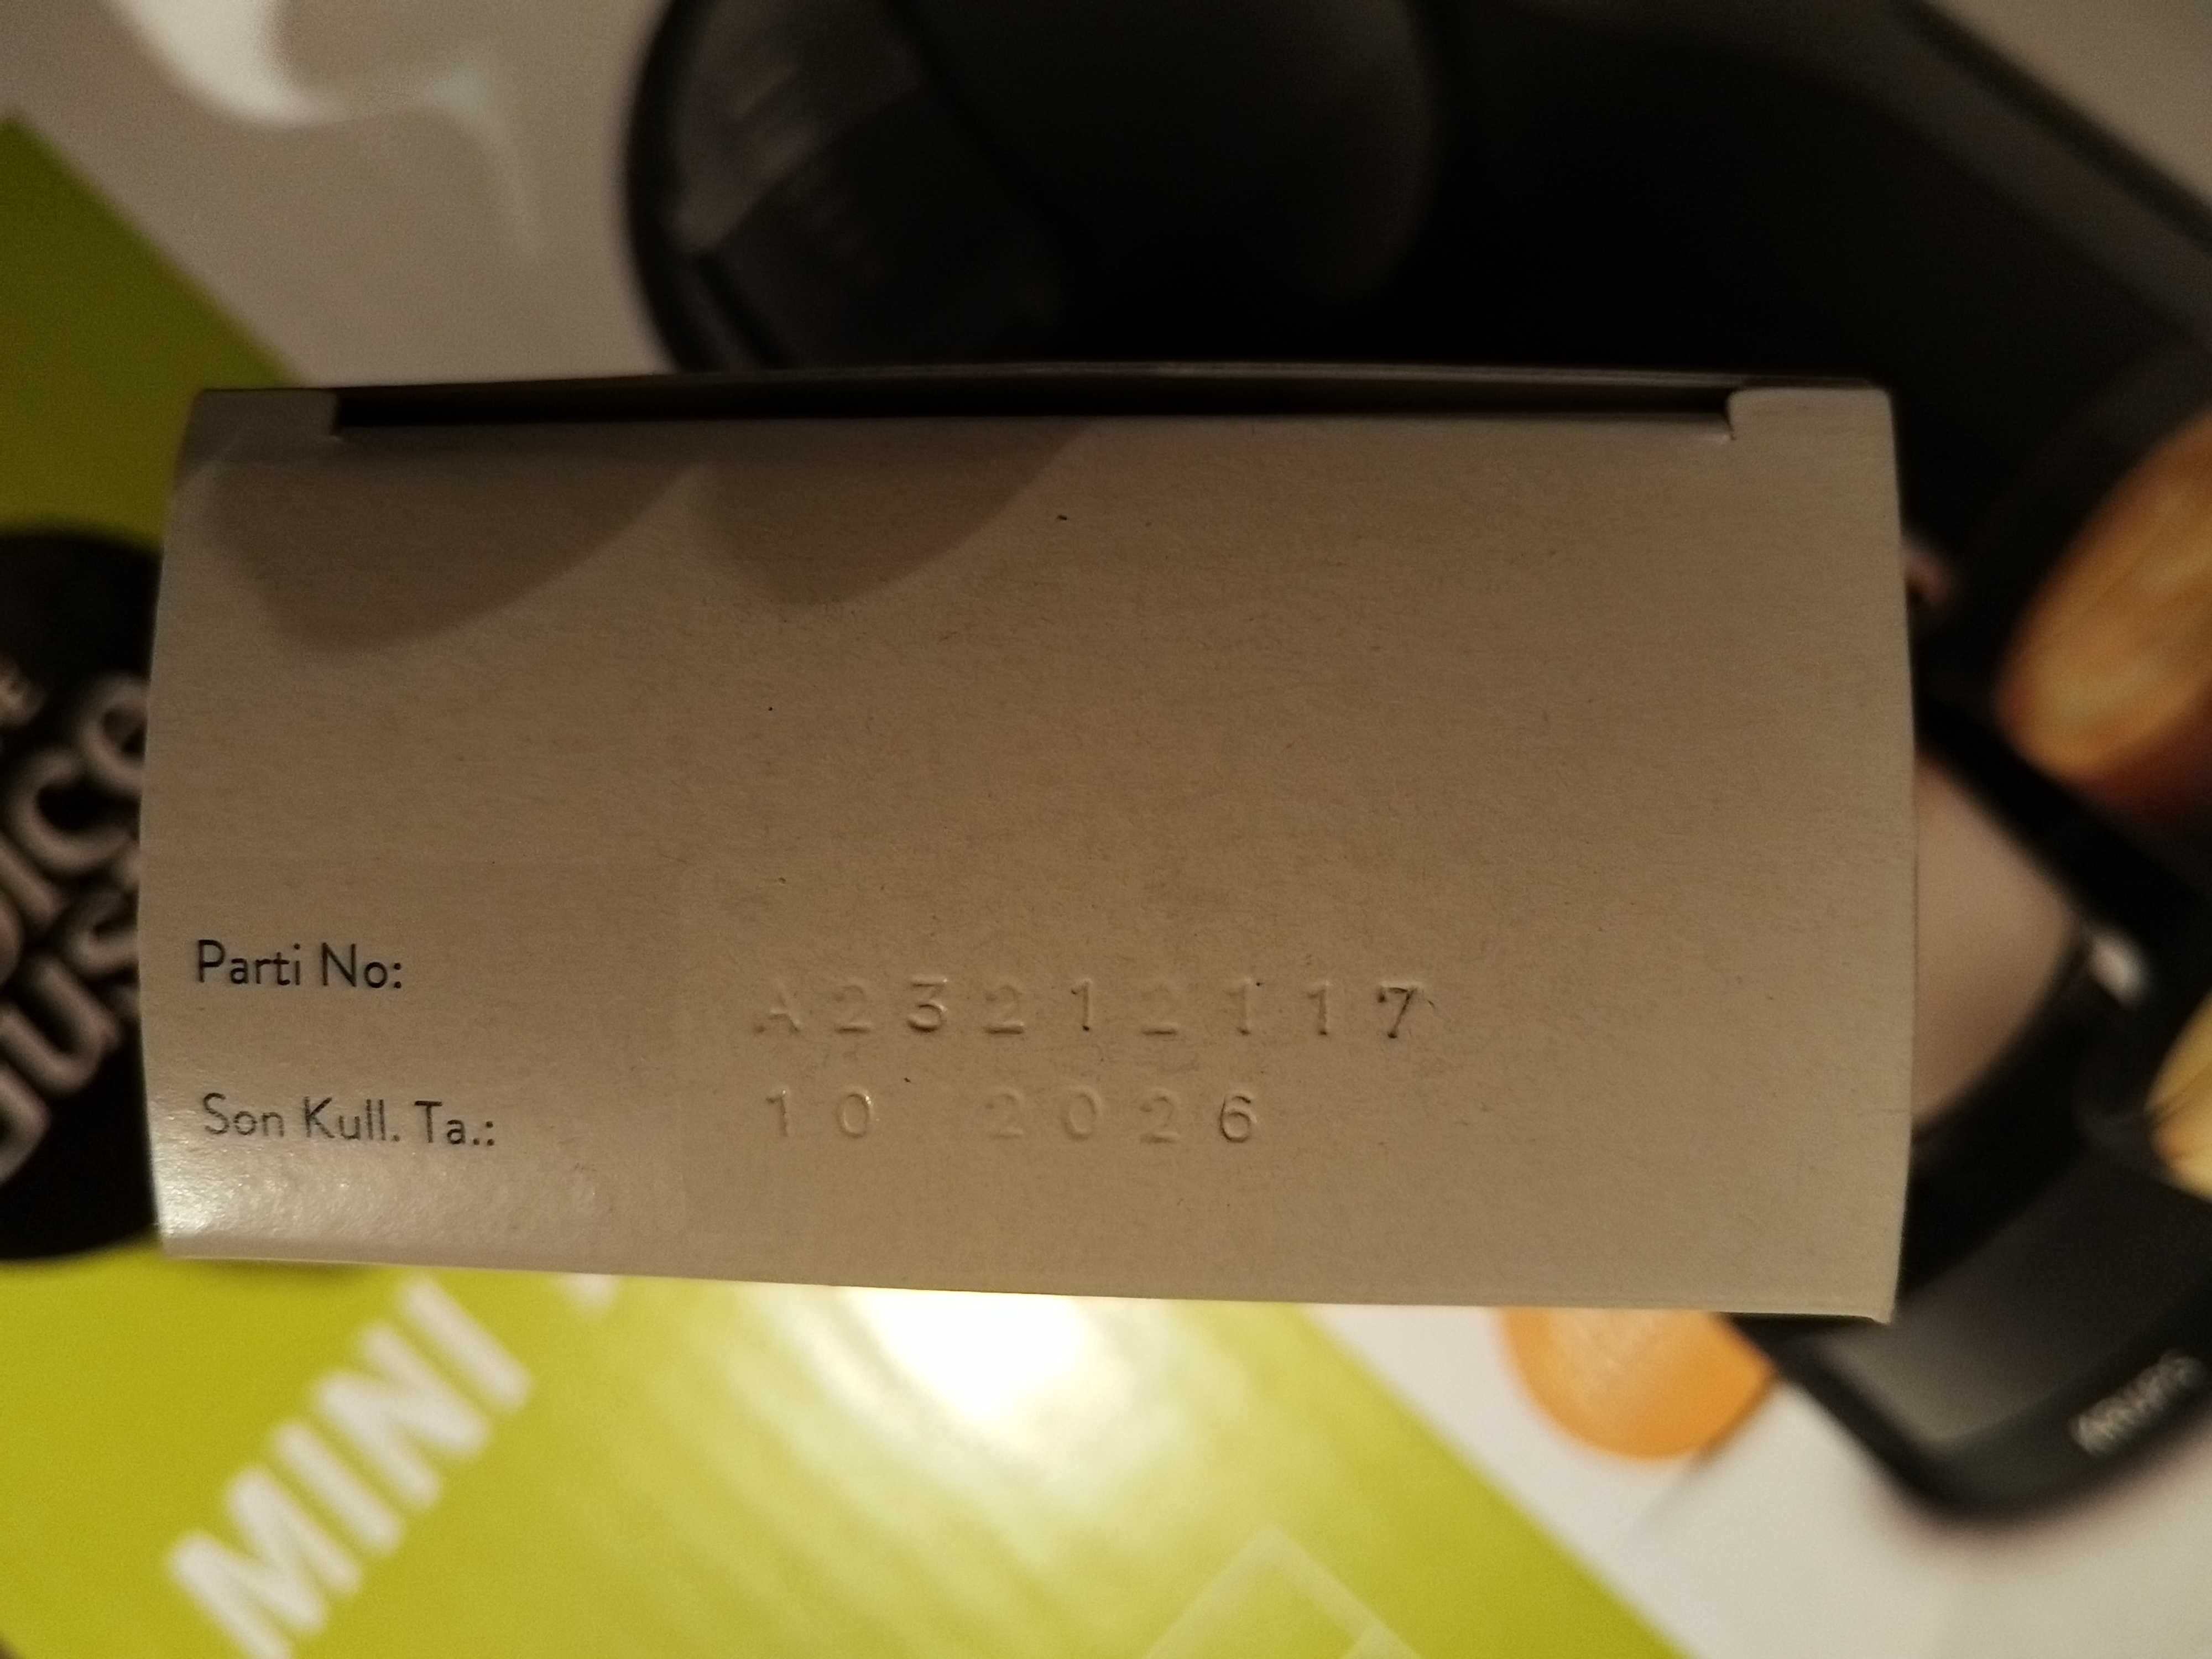 Parti No:
A23212117
Son Kull. Ta.:
10 2026
MINI